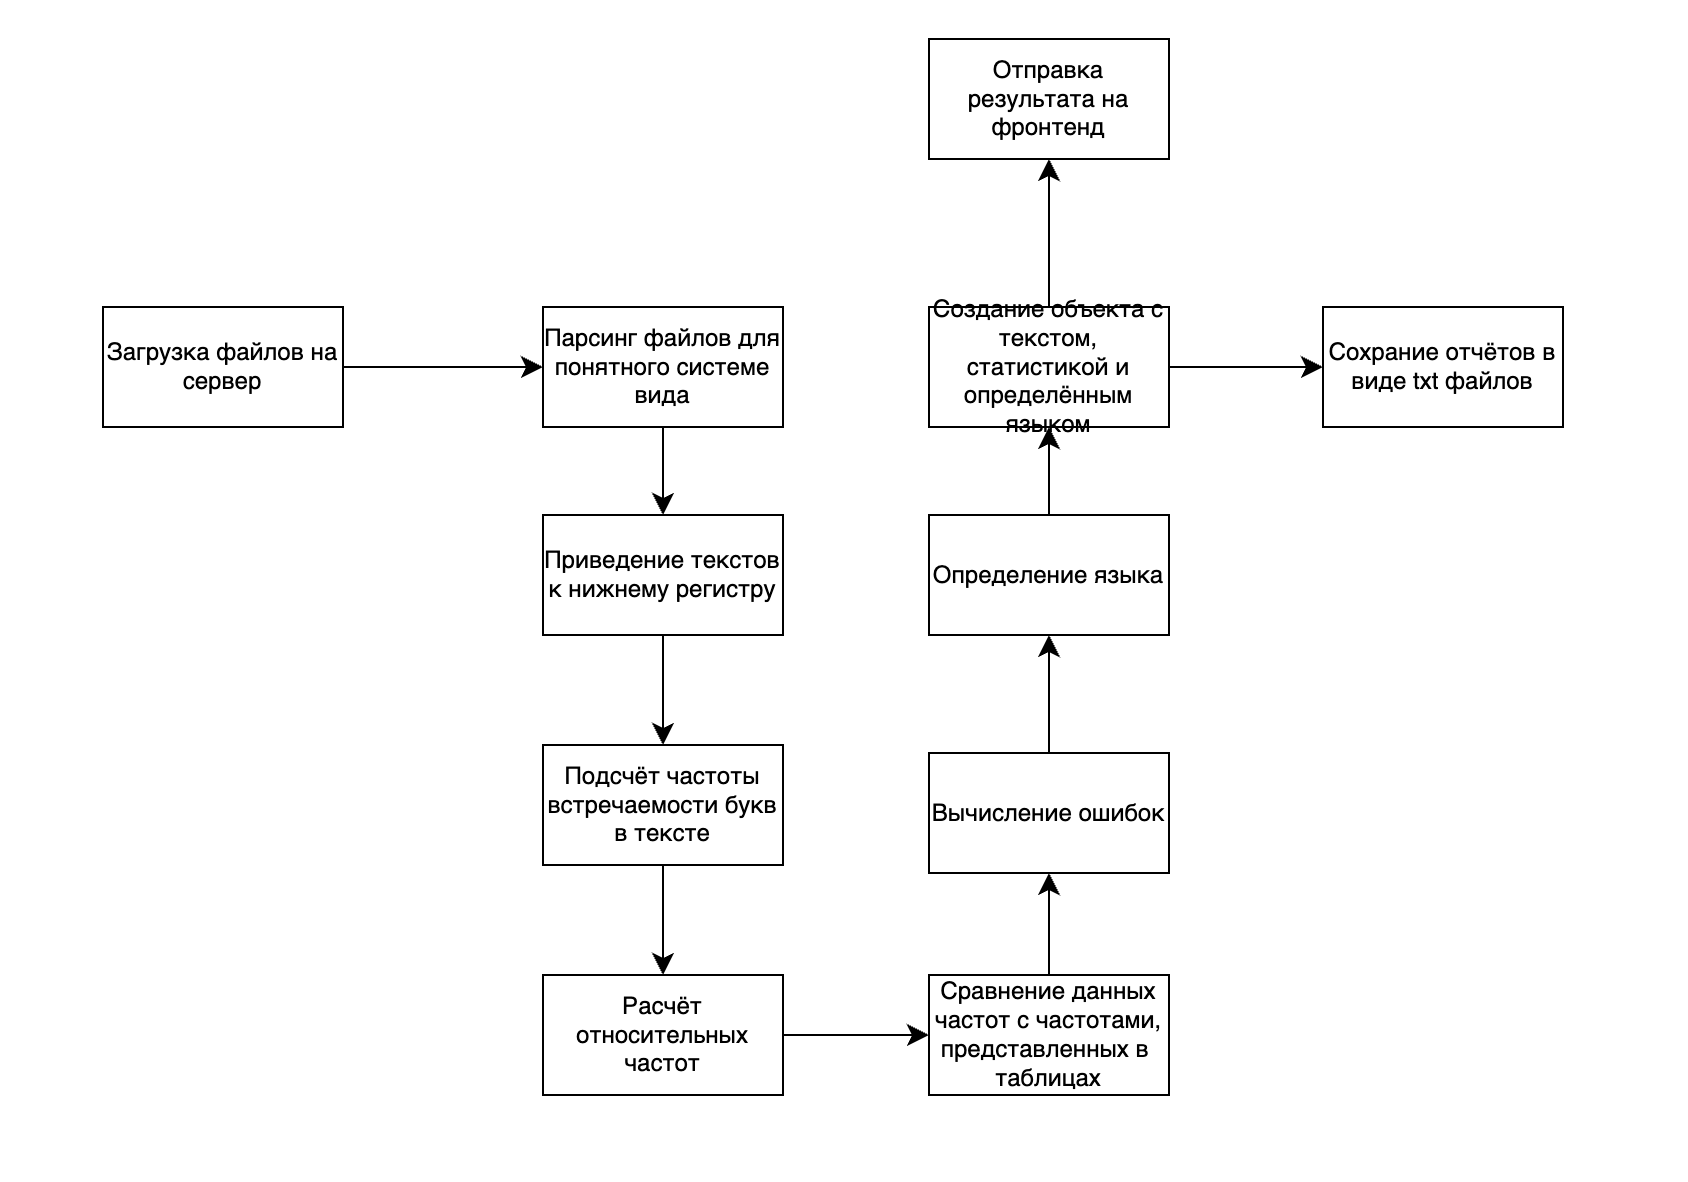 Отправка
результата на
фронтенд
Загрузка файлов на
сервер
Парсинг файлов для
понятного системе
вида
Создание объекта с
текстом,
статистикой и
определённым
языком
Сохрание отчётов в
виде txt файлов
Приведение текстов
к нижнему регистру
Определение языка
Подсчёт частоты
встречаемости букв
в тексте
Вычисление ошибок
Расчёт
относительных
частот
Сравнение данных
частот с частотами,
представленных в
таблицах